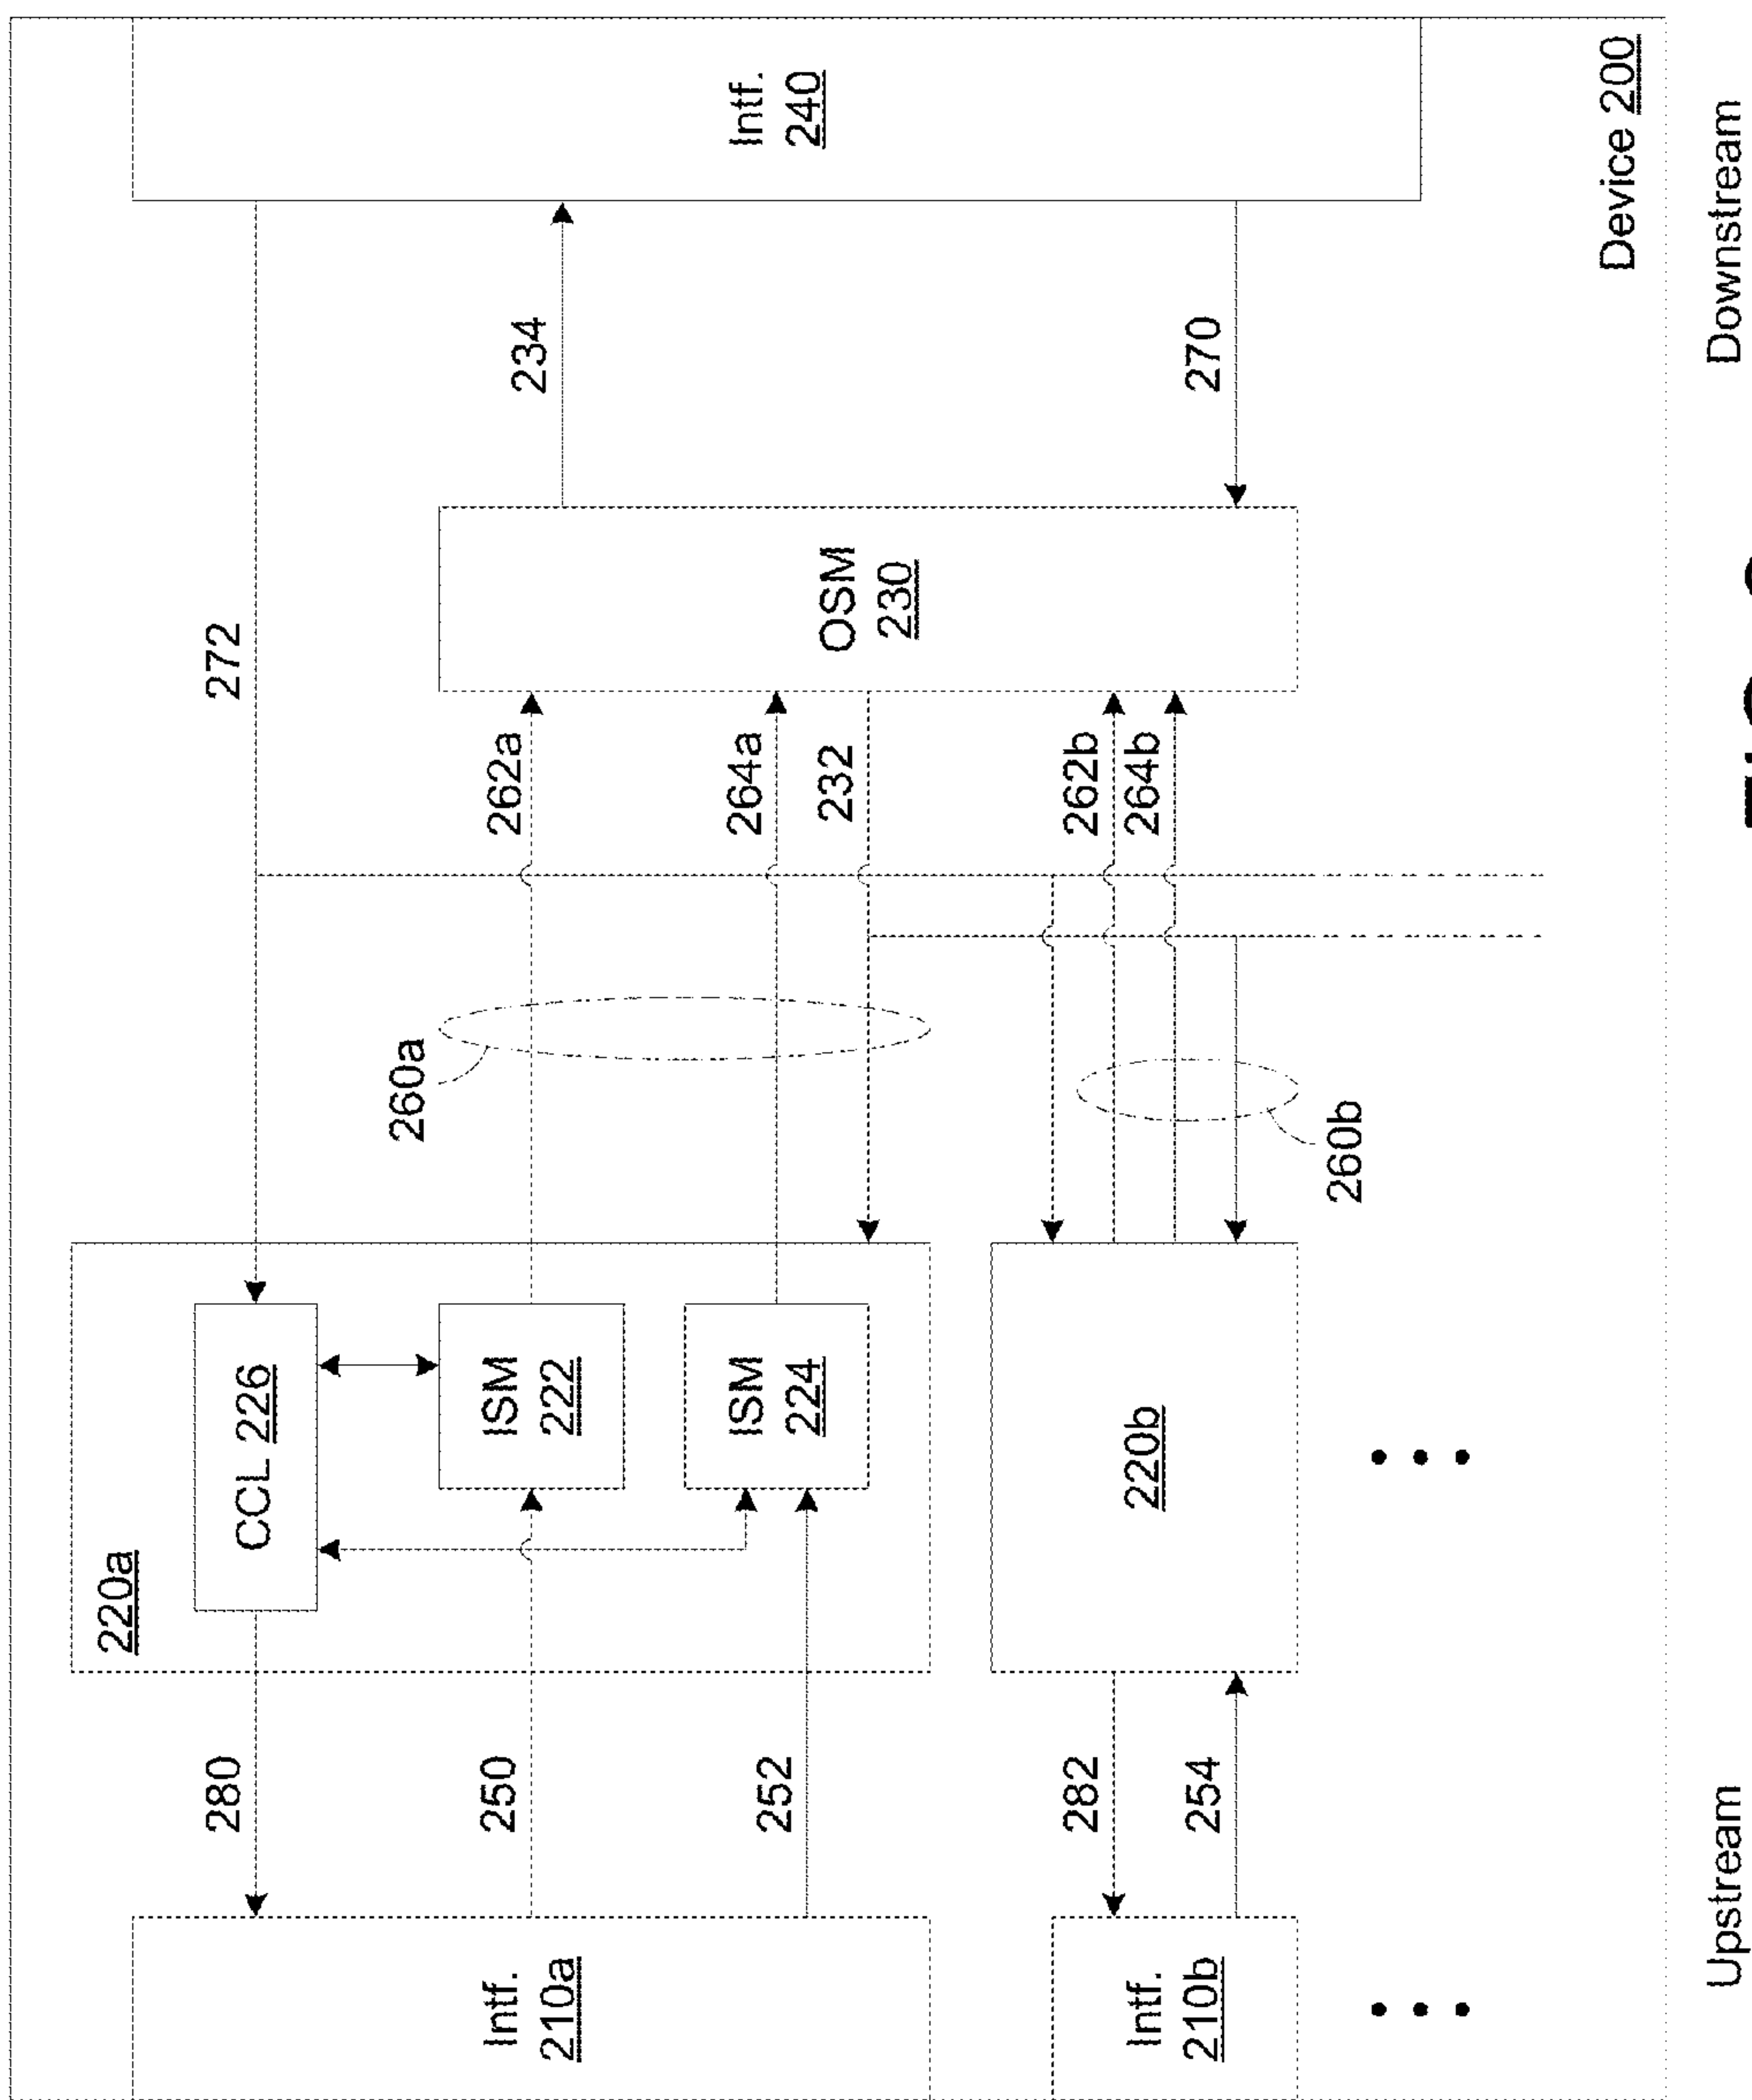 Intf.
210a
Intf.
210b
280
250
252
282
254
220a
CCL 226
ISM
222
ISM
224
220b
260a
260b
272
262a
264a
232
262b
264b
OSM
230
234
270
Intf.
240
Device 200
Upstream
Downstream